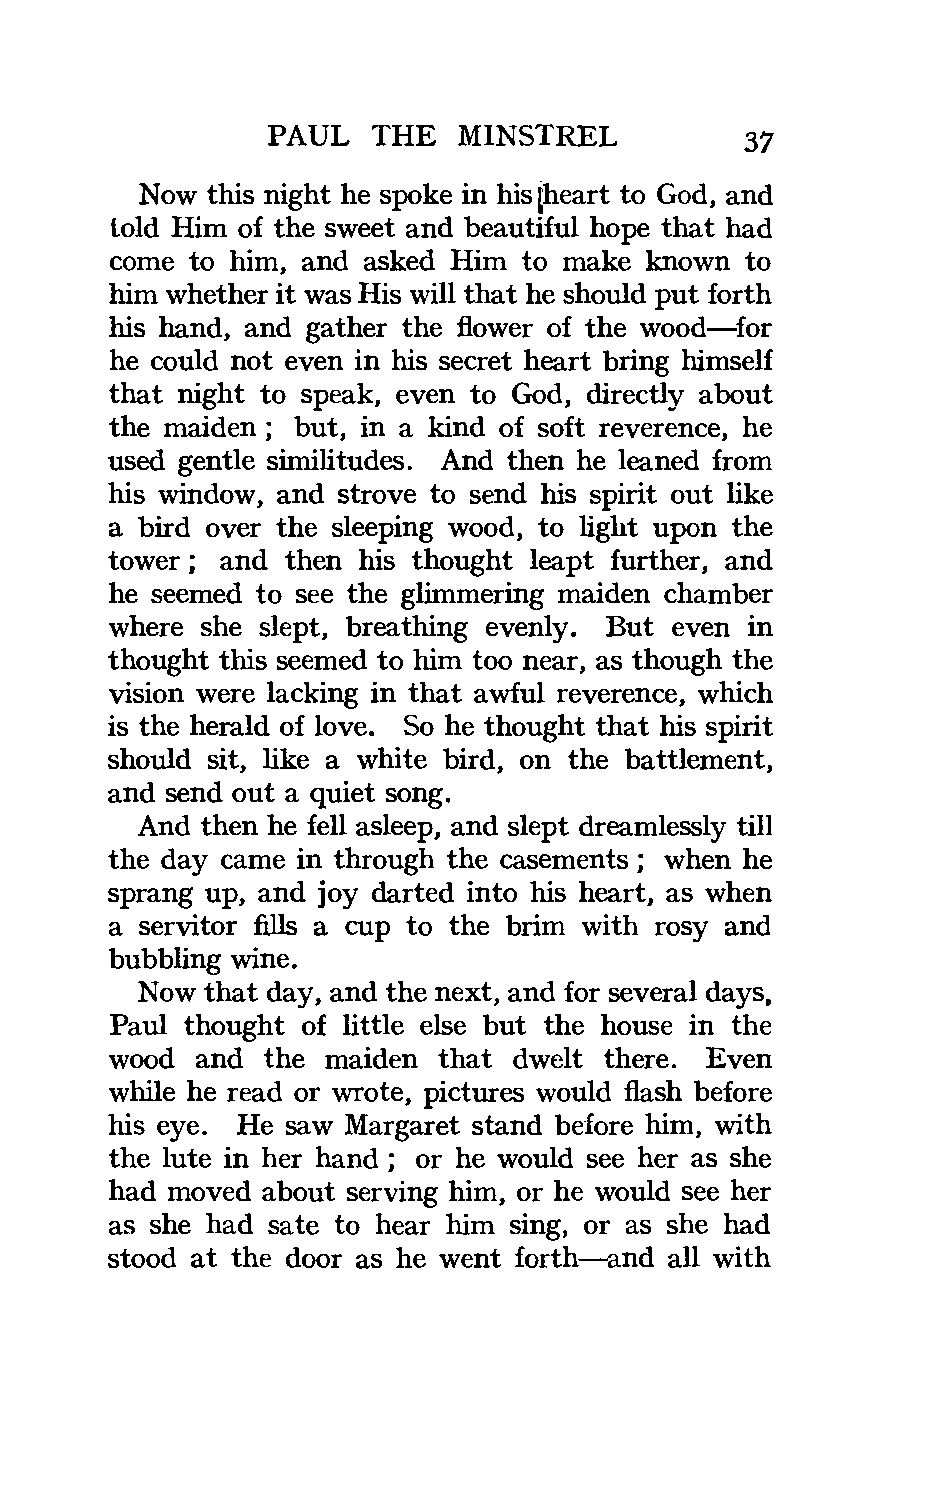 PAUL THE MINSTREL 37
Now this night he spoke in his heart to God, and
told Him of the sweet and beautiful hope that had
come to him, and asked Him to make known to
him whether it was His will that he should put forth
his hand, and gather the flower of the wood—for
he could not even in his secret heart bring himself
that night to speak, even to God, directly about
the maiden ; but, in a kind of soft reverence, he
used gentle similitudes. And then he leaned from
his window, and strove to send his spirit out like
a bird over the sleeping wood, to light upon the
tower ; and then his thought leapt further, and
he seemed to see the glimmering maiden chamber
where she slept, breathing evenly. But even in
thought this seemed to him too near, as though the
vision were lacking in that awful reverence, which
is the herald of love. So he thought that his spirit
should sit, like a white bird, on the battlement,
and send out a quiet song.
And then he fell asleep, and slept dreamlessly till
the day came in through the casements ; when he
sprang up, and joy darted into his heart, as when
a servitor fills a cup to the brim with rosy and
bubbling wine.
Now that day, and the next, and for several days,
Paul thought of little else but the house in the
wood and the maiden that dwelt there. Even
while he read or wrote, pictures would flash before
his eye. He saw Margaret stand before him, with
the lute in her hand ; or he would see her as she
had moved about serving him, or he would see her
as she had sate to hear him sing, or as she had
stood at the door as he went forth—and all with